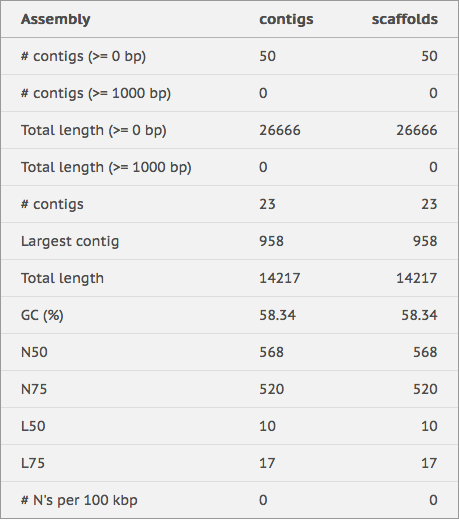 Assembly contigs scaffolds
# contigs (>= 0 bp) 50 50
# contigs (>= 1000 bp) 0 0
Total length (>= 0 bp) 26666 26666
Total length (>= 1000 bp) 0 0
# contigs 23 23
Largest contig 958 958
Total length 14217 14217
GC (%) 58.34 58.34
N50 568 568
N75 520 520
L50 10 10
L75 17 17
# N's per 100 kbp 0 0